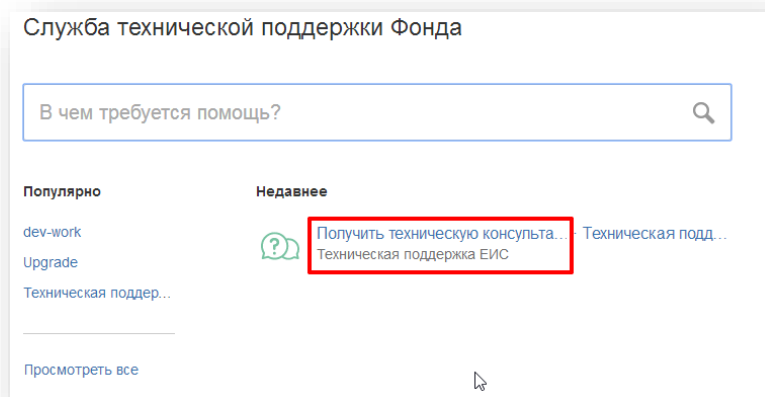 Служба технической поддержки Фонда
В чем требуется помощь?
Популярно
Недавнее
dev-work
Upgrade
Техническая поддер...
Получить техническую консульта... · Техническая подд...
Техническая поддержка ЕИС
Просмотреть все